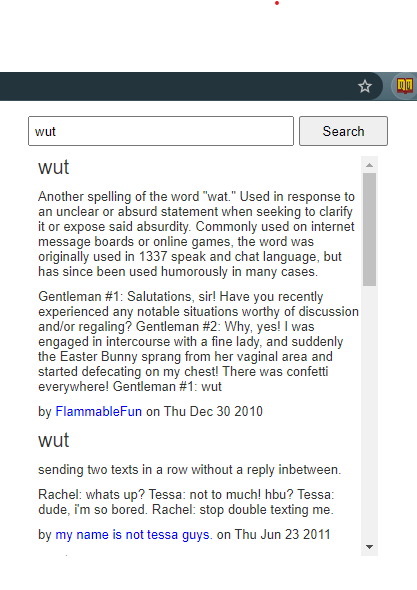 wut
Search
wut
Another spelling of the word "wat." Used in response to
an unclear or absurd statement when seeking to clarify
it or expose said absurdity. Commonly used on internet
message boards or online games, the word was
originally used in 1337 speak and chat language, but
has since been used humorously in many cases.
Gentleman #1: Salutations, sir! Have you recently
experienced any notable situations worthy of discussion
and/or regaling? Gentleman #2: Why, yes! I was
engaged in intercourse with a fine lady, and suddenly
the Easter Bunny sprang from her vaginal area and
started defecating on my chest! There was confetti
everywhere! Gentleman #1: wut
by FlammableFun on Thu Dec 30 2010
wut
sending two texts in a row without a reply inbetween.
Rachel: whats up? Tessa: not to much! hbu? Tessa:
dude, i'm so bored. Rachel: stop double texting me.
by my name is not tessa guys. on Thu Jun 23 2011